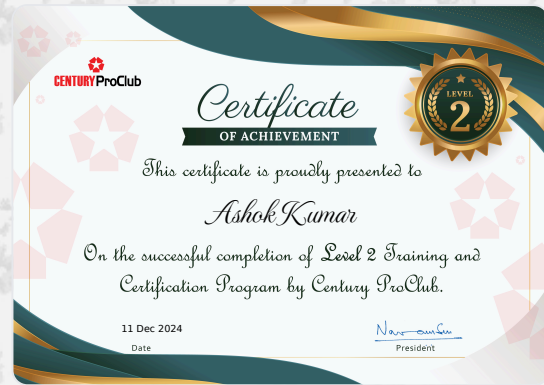 CENTURY ProClub
LEVEL
2
Certificate
OF ACHIEVEMENT
This certificate is proudly presented to
Ashok Kumar
On the successful completion of Level 2 Training and
Certification Program by Century ProClub.
11 Dec 2024
Date
President